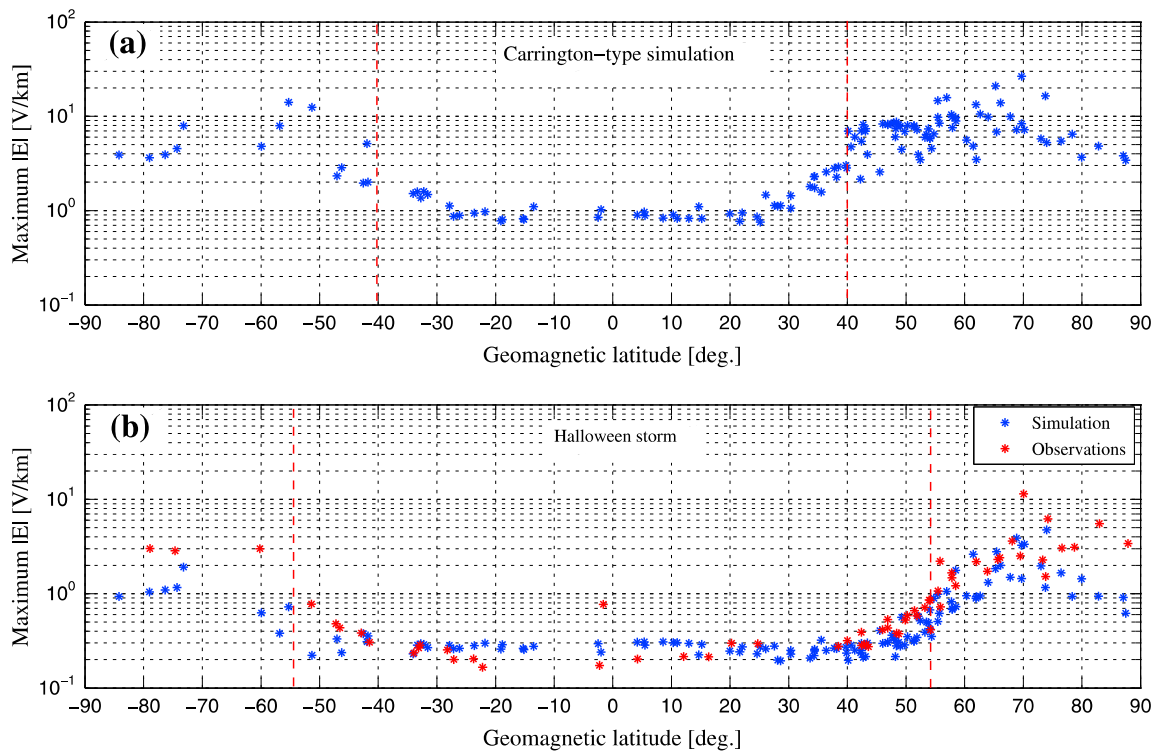 (a)
Carrington−type simulation
Maximum |E| [V/km]
10^2
10^1
10^0
10^−1
−90 −80 −70 −60 −50 −40 −30 −20 −10 0 10 20 30 40 50 60 70 80 90
Geomagnetic latitude [deg.]
(b)
Halloween storm
Simulation
Observations
Maximum |E| [V/km]
10^2
10^1
10^0
10^−1
−90 −80 −70 −60 −50 −40 −30 −20 −10 0 10 20 30 40 50 60 70 80 90
Geomagnetic latitude [deg.]